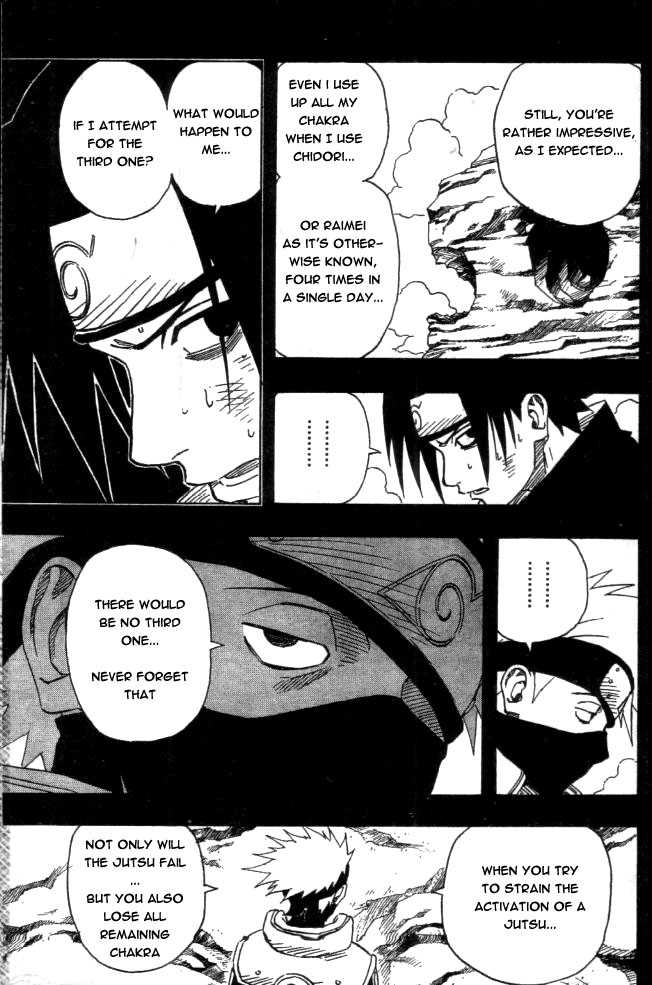 STILL, YOU'RE
RATHER IMPRESSIVE,
AS I EXPECTED...
EVEN I USE
UP ALL MY
CHAKRA
WHEN I USE
CHIDORI...
OR RAIMEI
AS IT'S OTHER-
WISE KNOWN,
FOUR TIMES IN
A SINGLE DAY...
WHAT WOULD
HAPPEN TO
ME...
IF I ATTEMPT
FOR THE
THIRD ONE?
THERE WOULD
BE NO THIRD
ONE...
NEVER FORGET
THAT
WHEN YOU TRY
TO STRAIN THE
ACTIVATION OF A
JUTSU...
NOT ONLY WILL
THE JUTSU FAIL
...
BUT YOU ALSO
LOSE ALL
REMAINING
CHAKRA